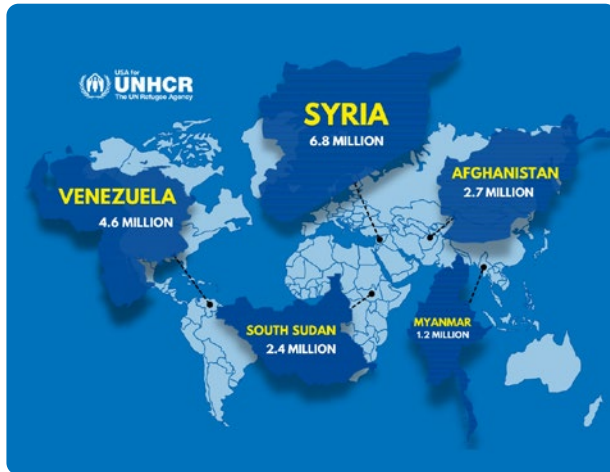 USA for
UNHCR
The UN Refugee Agency
SYRIA
6.8 MILLION
VENEZUELA
4.6 MILLION
AFGHANISTAN
2.7 MILLION
SOUTH SUDAN
2.4 MILLION
MYANMAR
1.2 MILLION